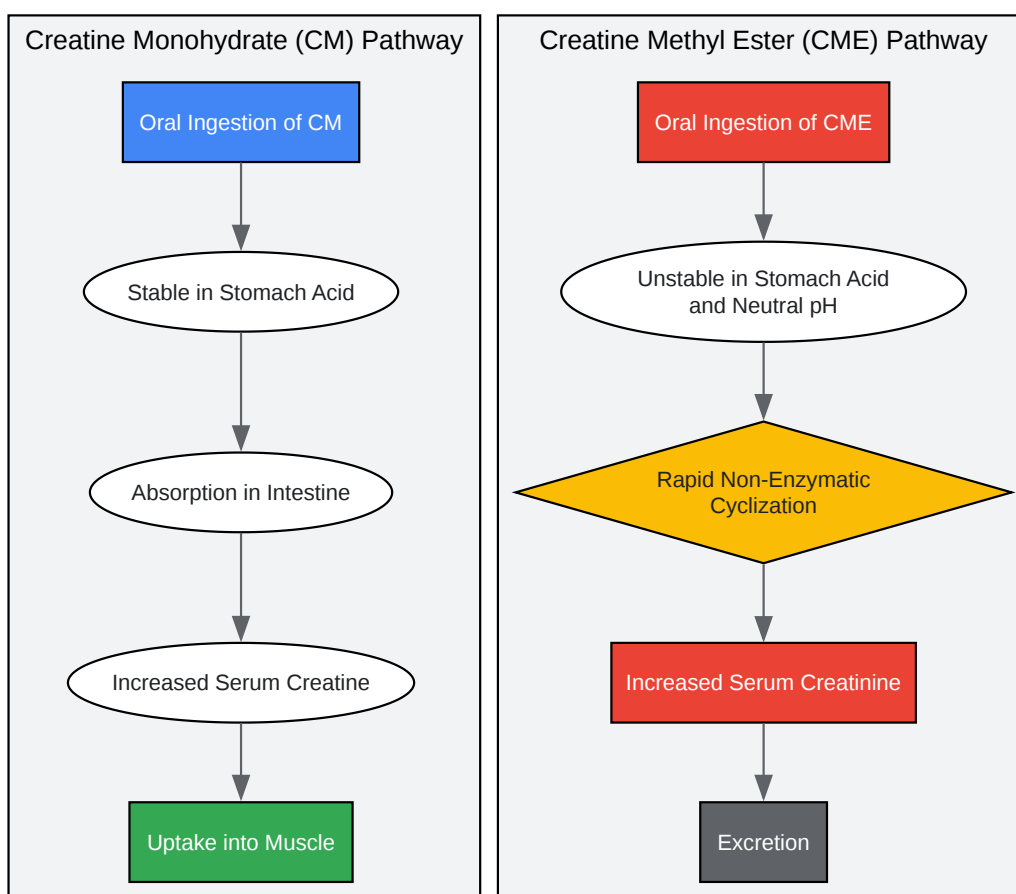 Creatine Monohydrate (CM) Pathway
Oral Ingestion of CM
Stable in Stomach Acid
Absorption in Intestine
Increased Serum Creatine
Uptake into Muscle
Creatine Methyl Ester (CME) Pathway
Oral Ingestion of CME
Unstable in Stomach Acid
and Neutral pH
Rapid Non-Enzymatic
Cyclization
Increased Serum Creatinine
Excretion